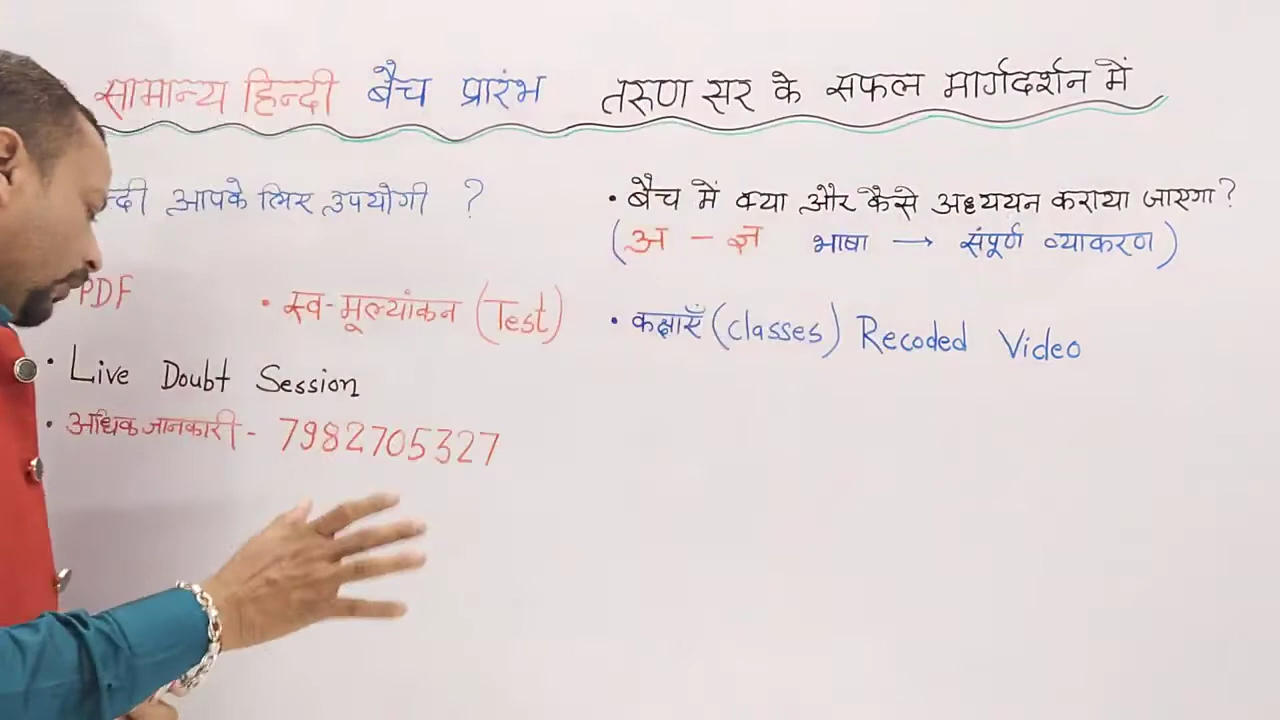 सामान्य हिन्दी बैच प्रारंभ तरुण सर के सफल मार्गदर्शन में
आपके लिए उपयोगी ?
PDF • स्व-मूल्यांकन (Test)
• Live Doubt Session
• अधिक जानकारी - 7982705327
• बैच में क्या और कैसे अध्ययन कराया जाएगा?
(अ - ज्ञ भाषा → संपूर्ण व्याकरण)
• कक्षाएँ (classes) Recoded Video